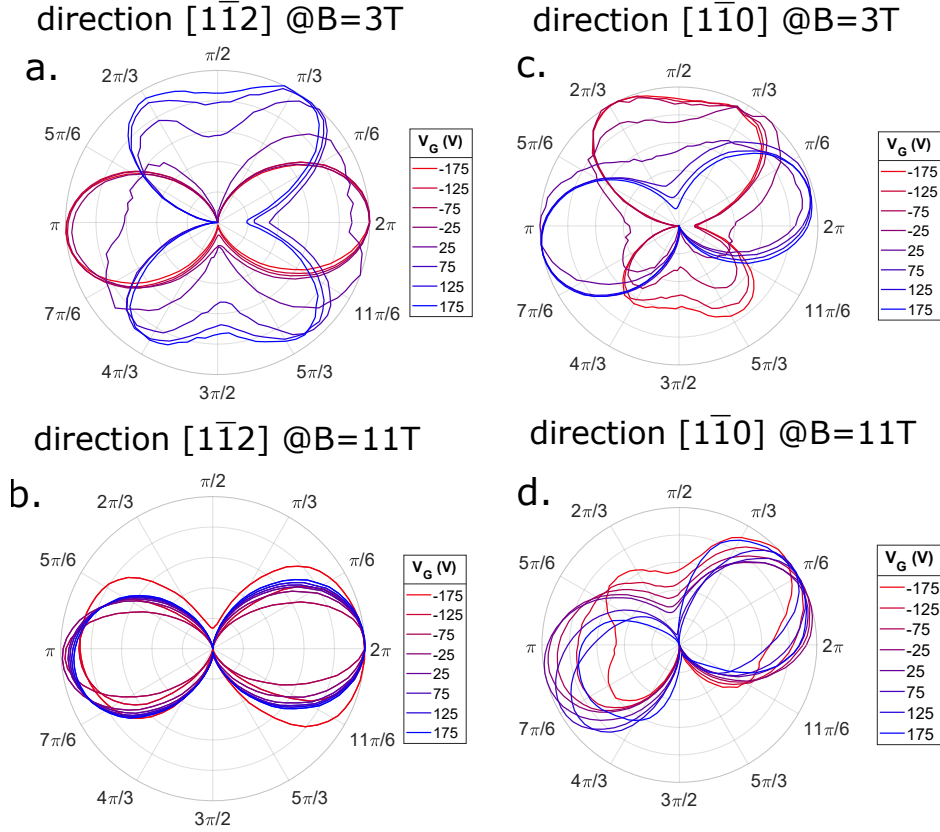 direction [11̅2] @B=3T
a.
π/2
π/3
π/6
2π
11π/6
5π/3
3π/2
4π/3
7π/6
π
5π/6
2π/3
V_G (V)
-175
-125
-75
-25
25
75
125
175
direction [11̅0] @B=3T
c.
π/2
π/3
π/6
2π
11π/6
5π/3
3π/2
4π/3
7π/6
π
5π/6
2π/3
V_G (V)
-175
-125
-75
-25
25
75
125
175
direction [11̅2] @B=11T
b.
π/2
π/3
π/6
2π
11π/6
5π/3
3π/2
4π/3
7π/6
π
5π/6
2π/3
V_G (V)
-175
-125
-75
-25
25
75
125
175
direction [11̅0] @B=11T
d.
π/2
π/3
π/6
2π
11π/6
5π/3
3π/2
4π/3
7π/6
π
5π/6
2π/3
V_G (V)
-175
-125
-75
-25
25
75
125
175